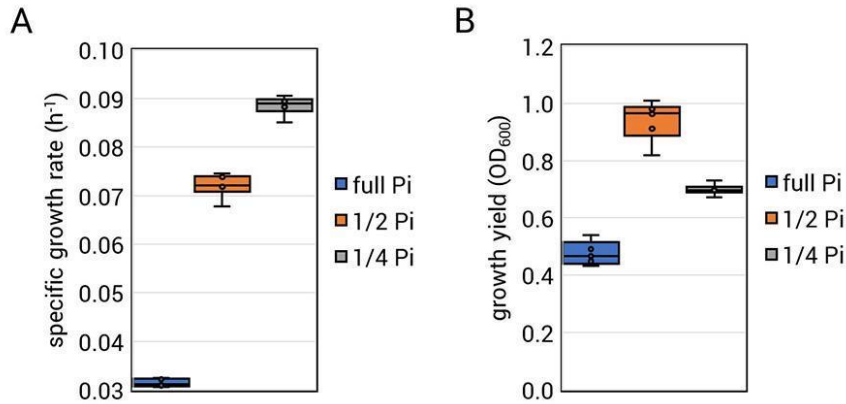 A
specific growth rate (h⁻¹)
0.10
0.09
0.08
0.07
0.06
0.05
0.04
0.03
full Pi
1/2 Pi
1/4 Pi
B
growth yield (OD₆₀₀)
1.2
1.0
0.8
0.6
0.4
0.2
0.0
full Pi
1/2 Pi
1/4 Pi